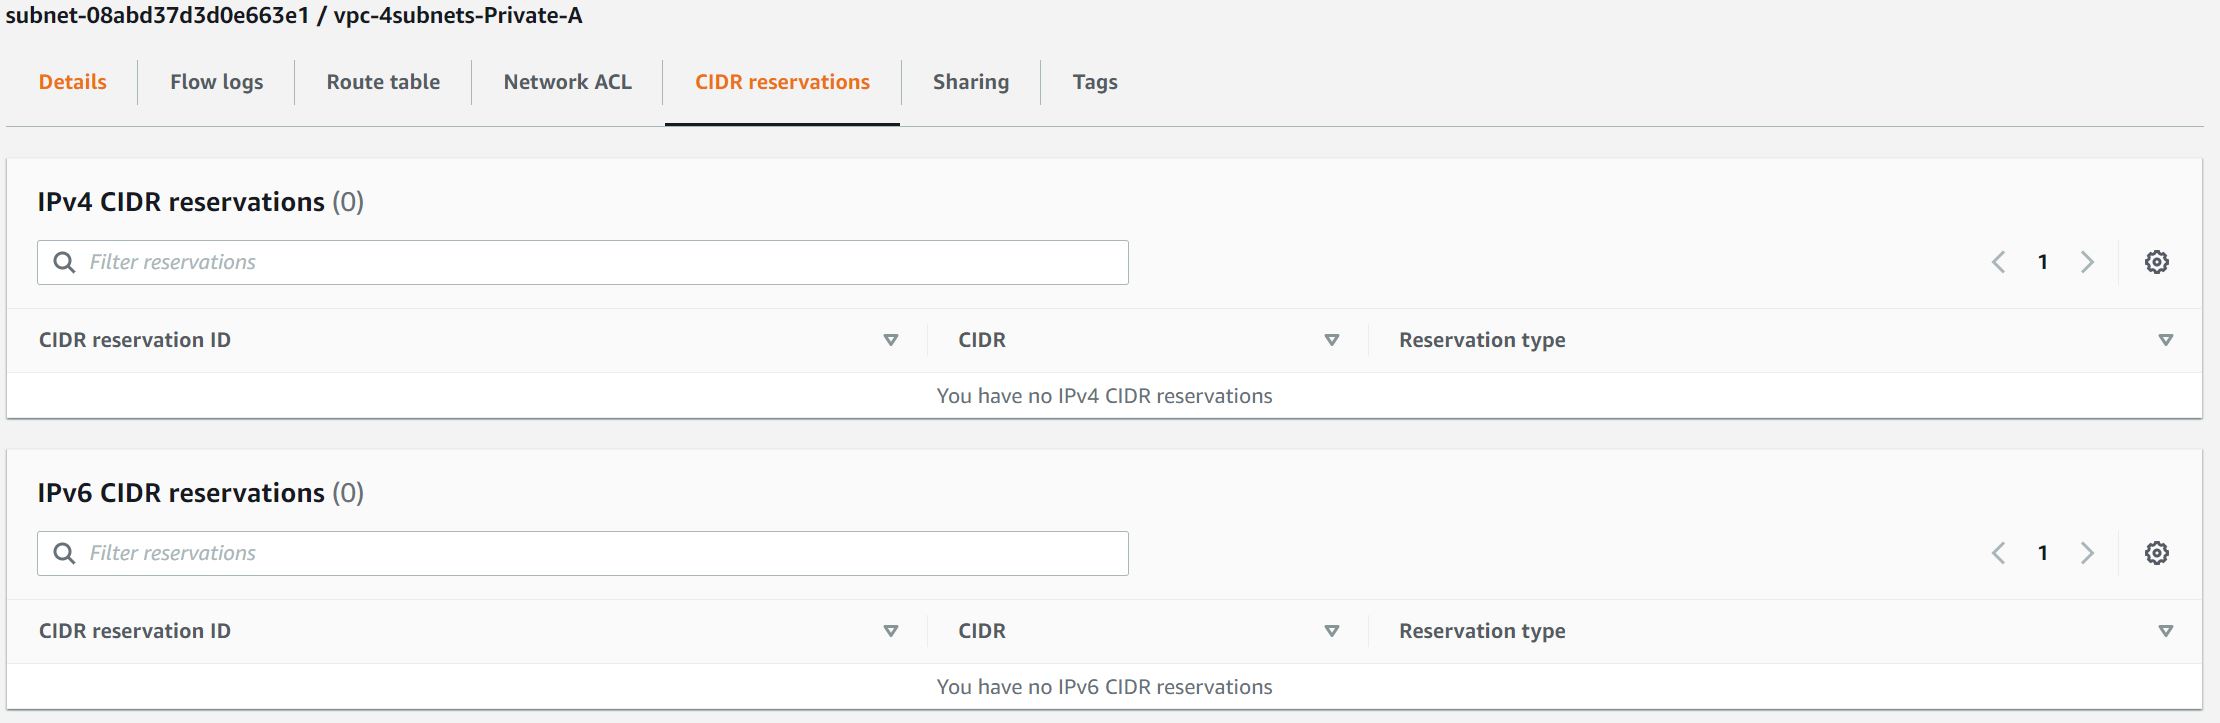 subnet-08abd37d3d0e663e1 / vpc-4subnets-Private-A
Details Flow logs Route table Network ACL CIDR reservations Sharing Tags
IPv4 CIDR reservations (0)
Filter reservations 1
CIDR reservation ID CIDR Reservation type
You have no IPv4 CIDR reservations
IPv6 CIDR reservations (0)
Filter reservations 1
CIDR reservation ID CIDR Reservation type
You have no IPv6 CIDR reservations